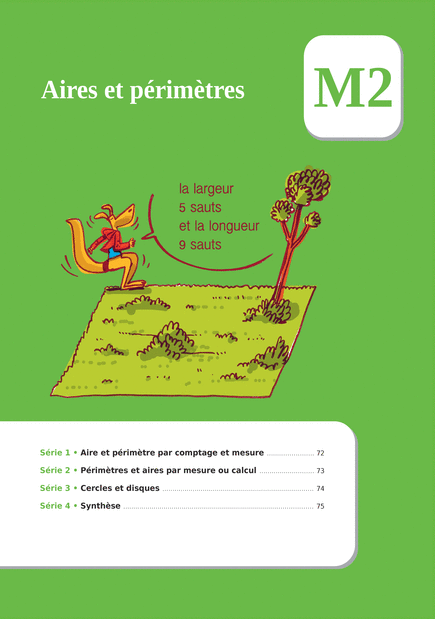 Aires et périmètres
M2
la largeur
5 sauts
et la longueur
9 sauts
Série 1 • Aire et périmètre par comptage et mesure ........................ 72
Série 2 • Périmètres et aires par mesure ou calcul ........................... 73
Série 3 • Cercles et disques ............................................................... 74
Série 4 • Synthèse ............................................................................... 75